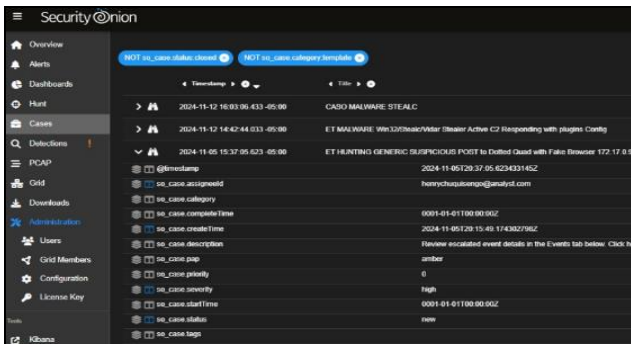 Security Onion
Overview
Alerts
Dashboards
Hunt
Cases
Detections !
PCAP
Grid
Downloads
Administration
Users
Grid Members
Configuration
License Key
Tools
Kibana
NOT so_case.status:closed
NOT so_case.category:template
Timestamp Title
2024-11-12 16:03:06.433 -05:00 CASO MALWARE STEALC
2024-11-12 14:42:44.033 -05:00 ET MALWARE Win32/Stealc/Vidar Stealer Active C2 Responding with plugins Config
2024-11-05 15:37:05.623 -05:00 ET HUNTING GENERIC SUSPICIOUS POST to Dotted Quad with Fake Browser 172.17.0.9
@timestamp 2024-11-05T20:37:05.623433145Z
so_case.assigneeId henrychuquisengo@analyst.com
so_case.category
so_case.completeTime 0001-01-01T00:00:00Z
so_case.createTime 2024-11-05T20:15:49.174302798Z
so_case.description Review escalated event details in the Events tab below. Click h
so_case.pap amber
so_case.priority 0
so_case.severity high
so_case.startTime 0001-01-01T00:00:00Z
so_case.status new
so_case.tags